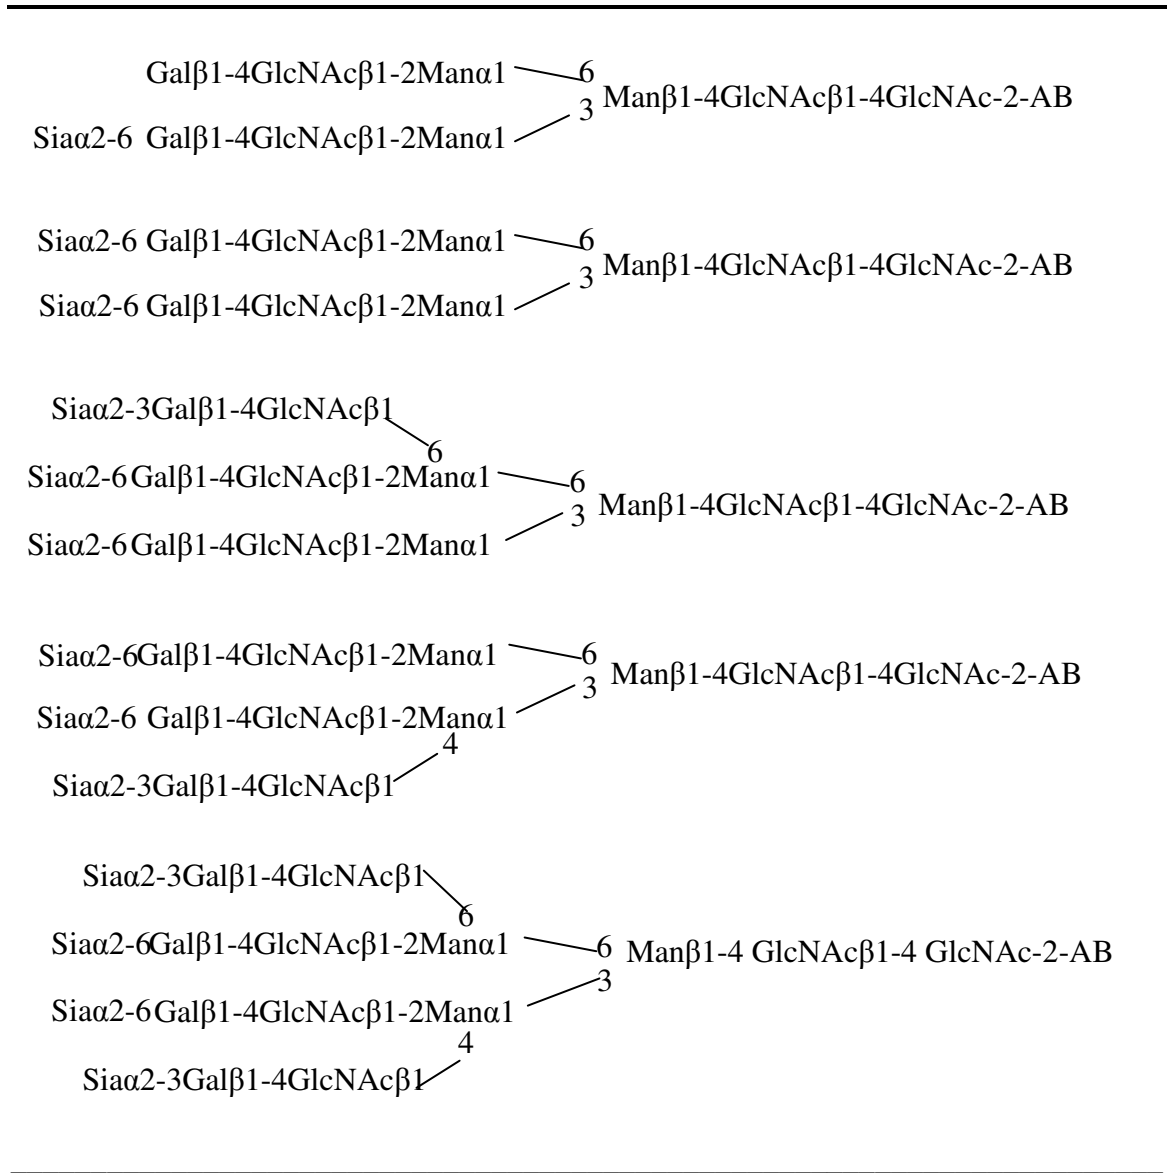 Galβ1-4GlcNAcβ1-2Manα1 6
3 Manβ1-4GlcNAcβ1-4GlcNAc-2-AB
Siaα2-6 Galβ1-4GlcNAcβ1-2Manα1
Siaα2-6 Galβ1-4GlcNAcβ1-2Manα1 6
3 Manβ1-4GlcNAcβ1-4GlcNAc-2-AB
Siaα2-6 Galβ1-4GlcNAcβ1-2Manα1
Siaα2-3Galβ1-4GlcNAcβ1
6
Siaα2-6Galβ1-4GlcNAcβ1-2Manα1 6
3 Manβ1-4GlcNAcβ1-4GlcNAc-2-AB
Siaα2-6Galβ1-4GlcNAcβ1-2Manα1
Siaα2-6Galβ1-4GlcNAcβ1-2Manα1 6
3 Manβ1-4GlcNAcβ1-4GlcNAc-2-AB
Siaα2-6 Galβ1-4GlcNAcβ1-2Manα1
4
Siaα2-3Galβ1-4GlcNAcβ1
Siaα2-3Galβ1-4GlcNAcβ1
6
Siaα2-6Galβ1-4GlcNAcβ1-2Manα1 6 Manβ1-4 GlcNAcβ1-4 GlcNAc-2-AB
3
Siaα2-6Galβ1-4GlcNAcβ1-2Manα1
4
Siaα2-3Galβ1-4GlcNAcβ1